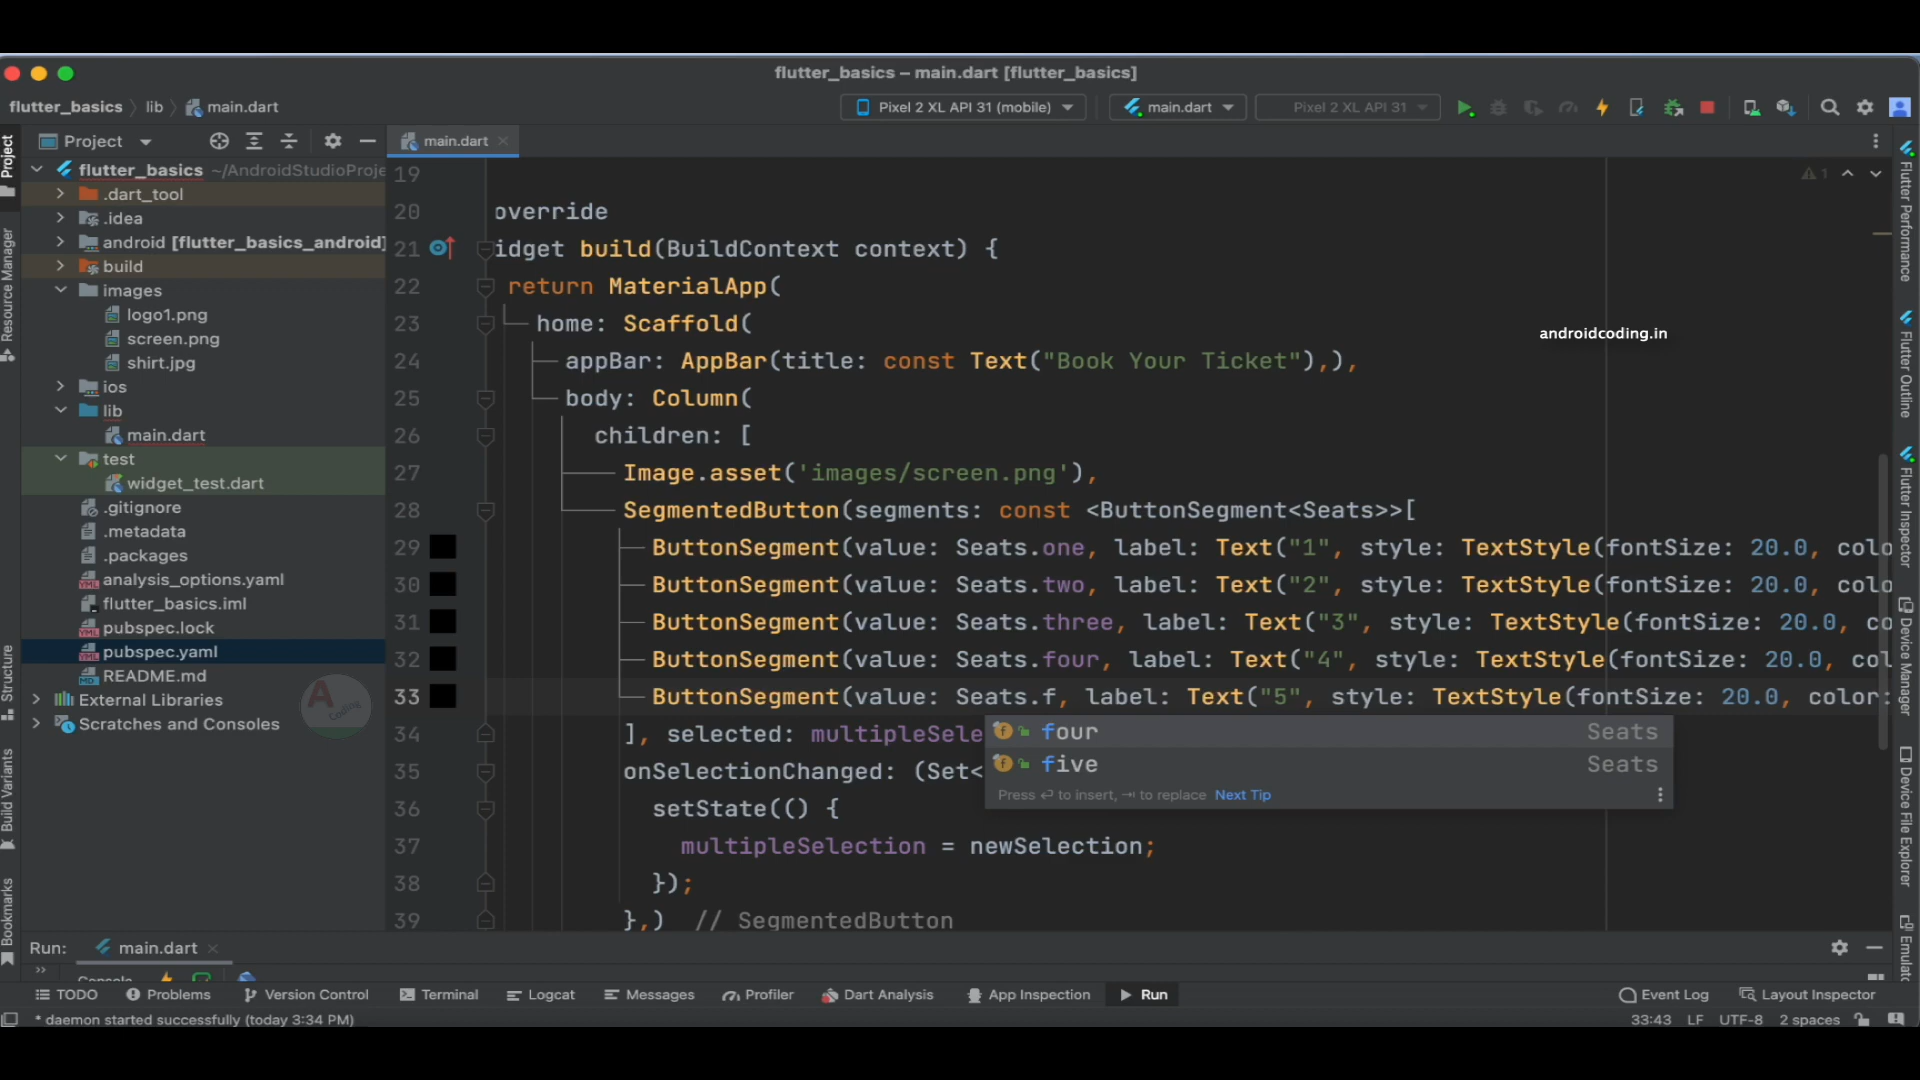 flutter_basics – main.dart [flutter_basics]
flutter_basics lib main.dart
Pixel 2 XL API 31 (mobile) main.dart Pixel 2 XL API 31
Project
main.dart
flutter_basics ~/AndroidStudioProje
.dart_tool
.idea
android [flutter_basics_android]
build
images
logo1.png
screen.png
shirt.jpg
ios
lib
main.dart
test
widget_test.dart
.gitignore
.metadata
.packages
analysis_options.yaml
flutter_basics.iml
pubspec.lock
pubspec.yaml
README.md
External Libraries
Scratches and Consoles
Project
Resource Manager
Structure
Build Variants
Bookmarks
A Coding
19
20 override
21 idget build(BuildContext context) {
22 return MaterialApp(
23 home: Scaffold(
24 appBar: AppBar(title: const Text("Book Your Ticket"),),
25 body: Column(
26 children: [
27 Image.asset('images/screen.png'),
28 SegmentedButton(segments: const <ButtonSegment<Seats>>[
29 ButtonSegment(value: Seats.one, label: Text("1", style: TextStyle(fontSize: 20.0, colo
30 ButtonSegment(value: Seats.two, label: Text("2", style: TextStyle(fontSize: 20.0, colo
31 ButtonSegment(value: Seats.three, label: Text("3", style: TextStyle(fontSize: 20.0, co
32 ButtonSegment(value: Seats.four, label: Text("4", style: TextStyle(fontSize: 20.0, col
33 ButtonSegment(value: Seats.f, label: Text("5", style: TextStyle(fontSize: 20.0, color:
34 ], selected: multipleSele
35 onSelectionChanged: (Set<
36 setState(() {
37 multipleSelection = newSelection;
38 });
39 },) // SegmentedButton
four Seats
five Seats
Press ↵ to insert, ⇥ to replace Next Tip
androidcoding.in
1
Flutter Performance
Flutter Outline
Flutter Inspector
Device Manager
Device File Explorer
Emulato
Run: main.dart
Console
TODO Problems Version Control Terminal Logcat Messages Profiler Dart Analysis App Inspection Run Event Log Layout Inspector
* daemon started successfully (today 3:34 PM) 33:43 LF UTF-8 2 spaces